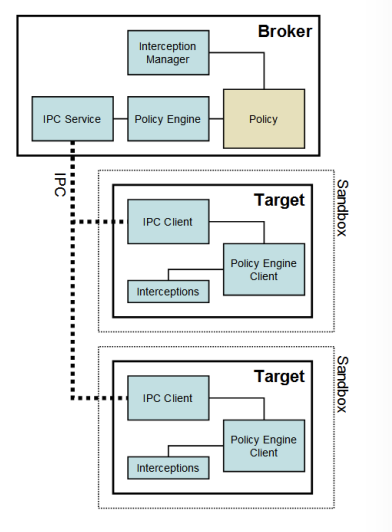 Broker
Interception
Manager
IPC Service
Policy Engine
Policy
IPC
Sandbox
Target
IPC Client
Policy Engine
Client
Interceptions
Sandbox
Target
IPC Client
Policy Engine
Client
Interceptions